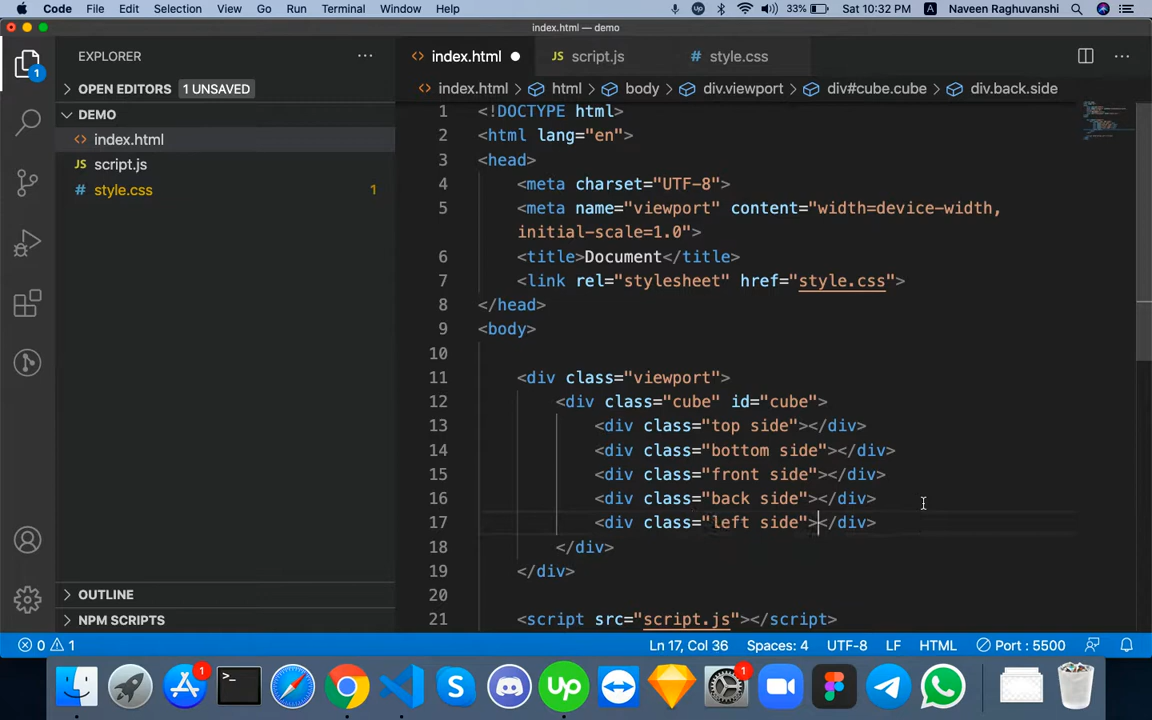 Code File Edit Selection View Go Run Terminal Window Help 33% Sat 10:32 PM A Naveen Raghuvanshi
index.html — demo
EXPLORER ··· <> index.html ● JS script.js # style.css ···
1
OPEN EDITORS 1 UNSAVED
<> index.html > html > body > div.viewport > div#cube.cube > div.back.side
DEMO
<> index.html
JS script.js
# style.css 1
1 <!DOCTYPE html>
2 <html lang="en">
3 <head>
4 <meta charset="UTF-8">
5 <meta name="viewport" content="width=device-width,
initial-scale=1.0">
6 <title>Document</title>
7 <link rel="stylesheet" href="style.css">
8 </head>
9 <body>
10
11 <div class="viewport">
12 <div class="cube" id="cube">
13 <div class="top side"></div>
14 <div class="bottom side"></div>
15 <div class="front side"></div>
16 <div class="back side"></div>
17 <div class="left side"></div>
18 </div>
19 </div>
20
21 <script src="script.js"></script>
OUTLINE
NPM SCRIPTS
0 1 Ln 17, Col 36 Spaces: 4 UTF-8 LF HTML Port : 5500
1 >_ S Up 1